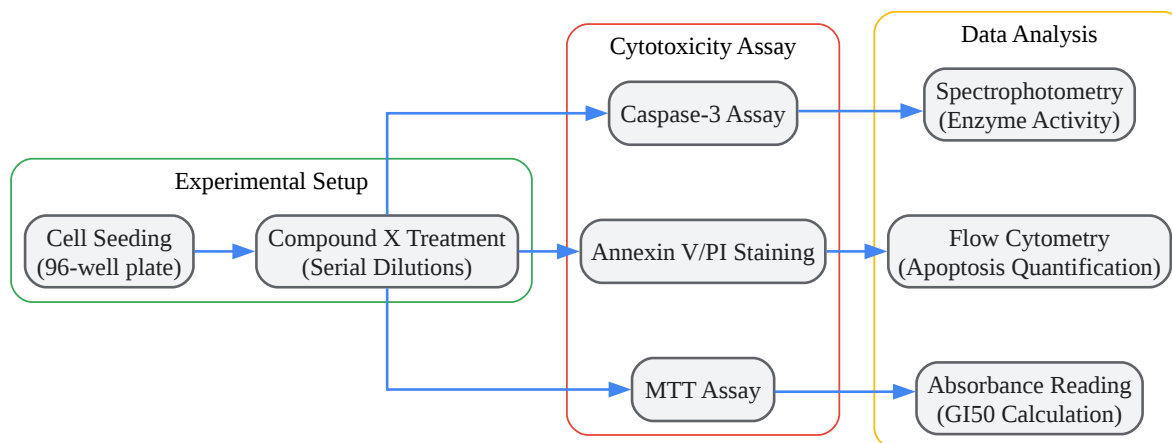 Experimental Setup
Cell Seeding
(96-well plate)
Compound X Treatment
(Serial Dilutions)
Cytotoxicity Assay
Caspase-3 Assay
Annexin V/PI Staining
MTT Assay
Data Analysis
Spectrophotometry
(Enzyme Activity)
Flow Cytometry
(Apoptosis Quantification)
Absorbance Reading
(GI50 Calculation)